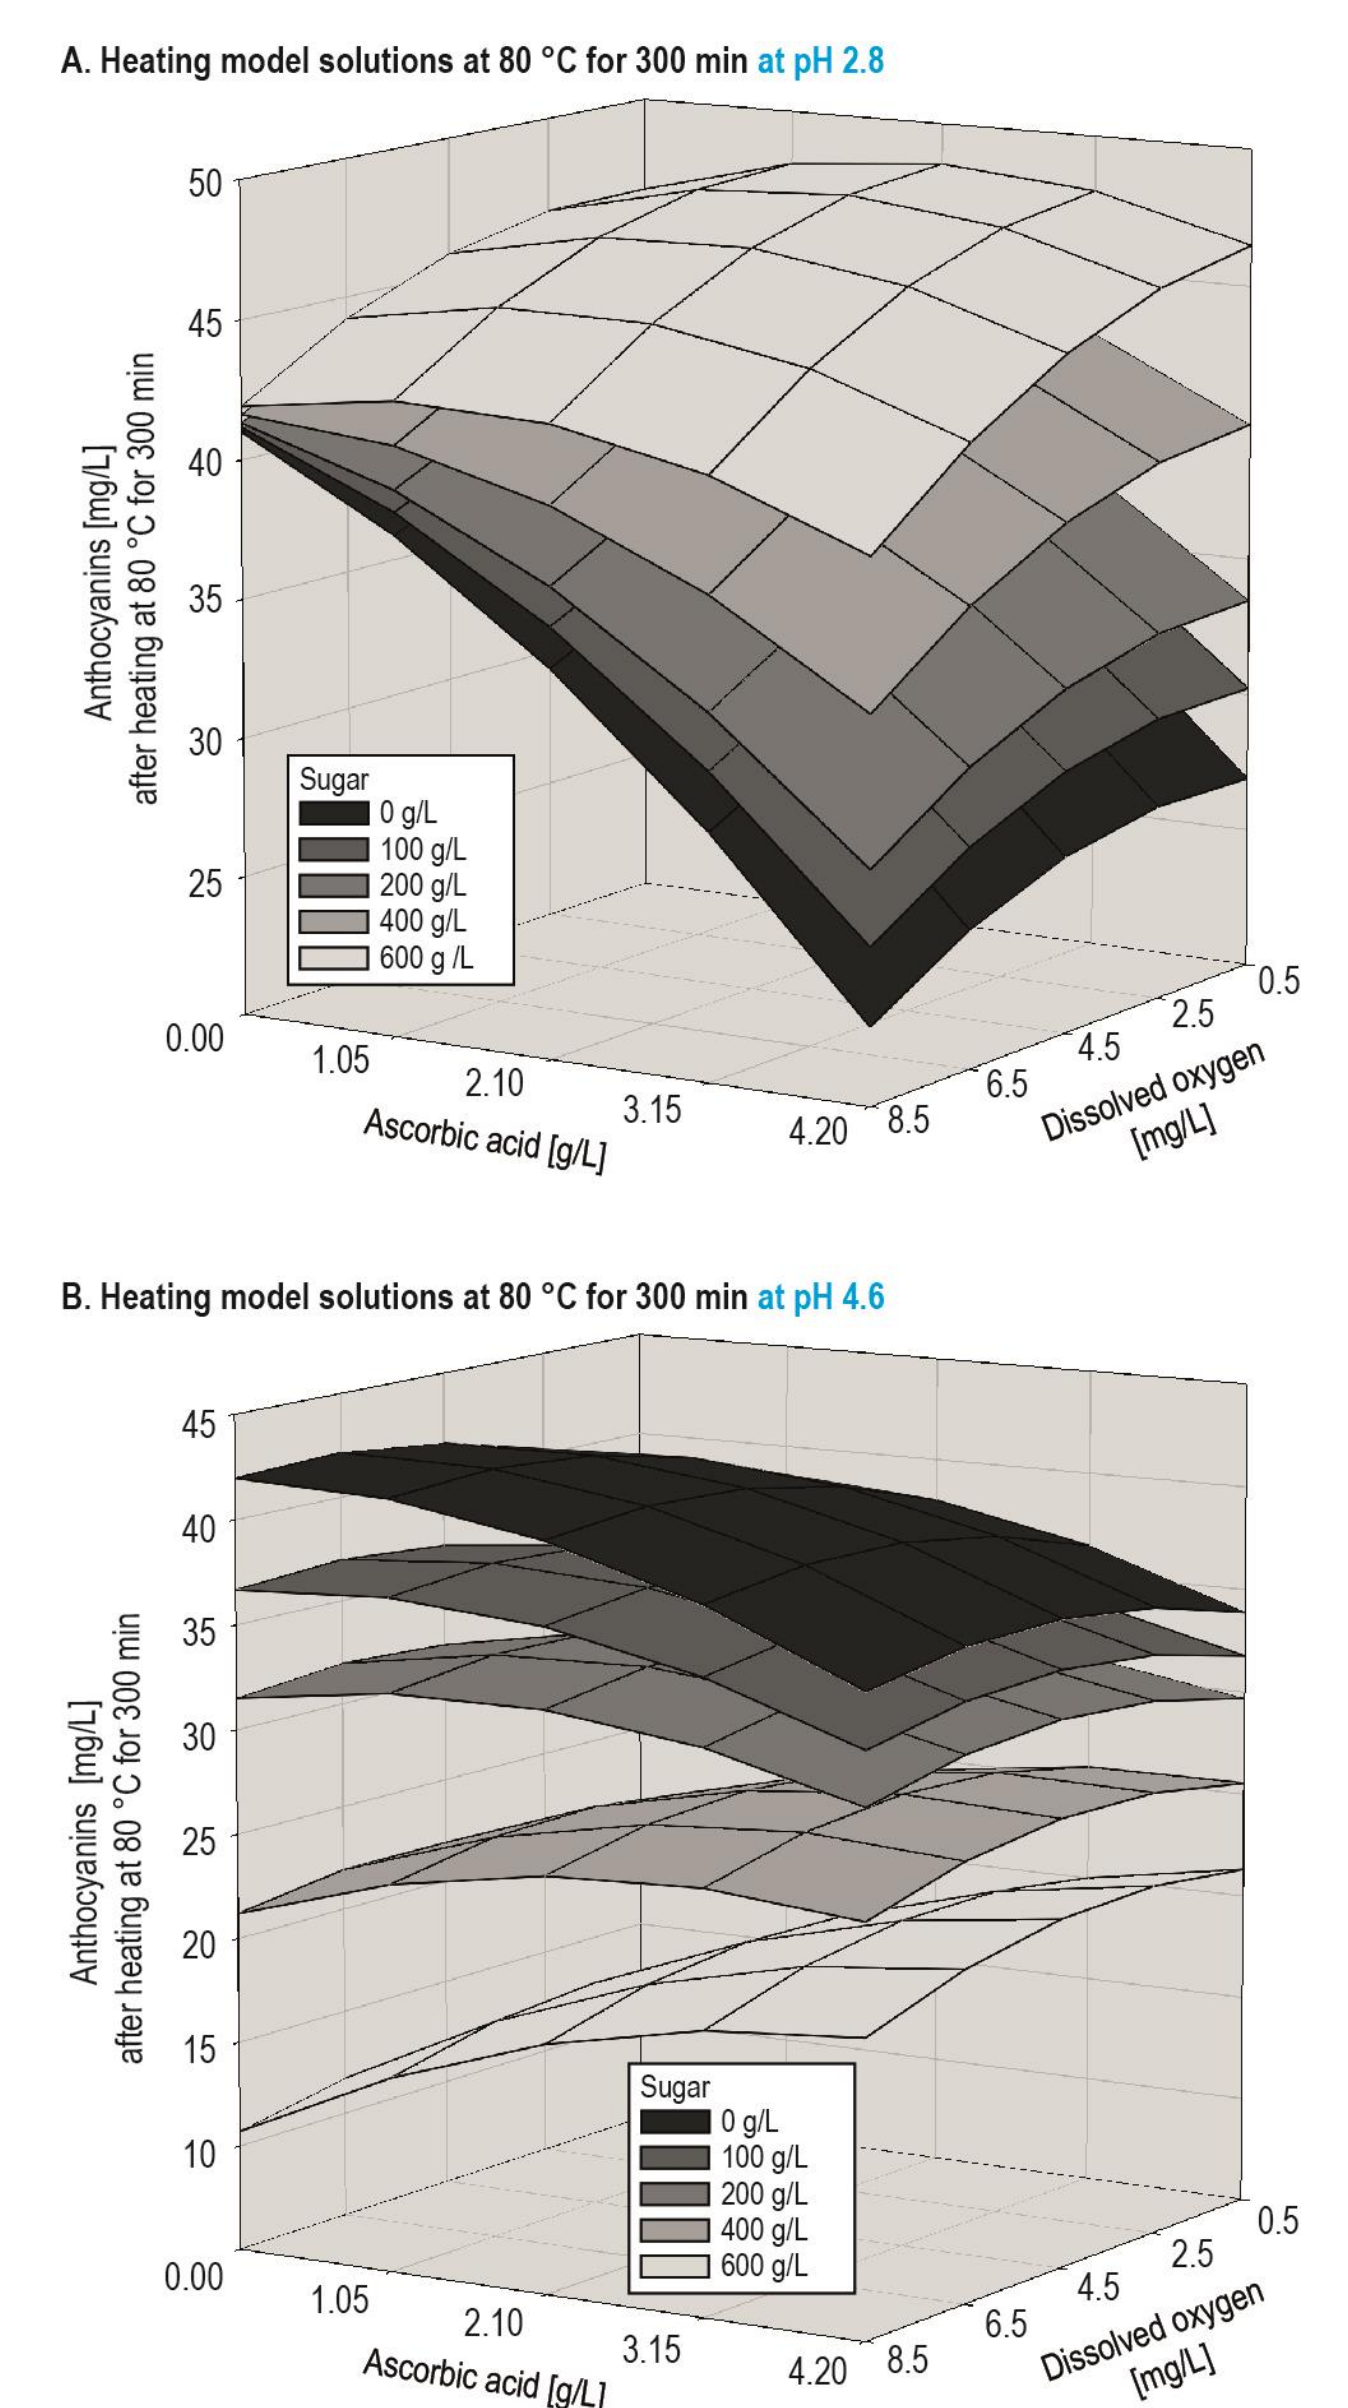 A. Heating model solutions at 80 °C for 300 min at pH 2.8
50
45
40
35
30
25
Anthocyanins [mg/L]
after heating at 80 °C for 300 min
Sugar
0 g/L
100 g/L
200 g/L
400 g/L
600 g /L
0.00
1.05
2.10
3.15
4.20
Ascorbic acid [g/L]
8.5
6.5
4.5
2.5
0.5
Dissolved oxygen
[mg/L]
B. Heating model solutions at 80 °C for 300 min at pH 4.6
45
40
35
30
25
20
15
10
Anthocyanins [mg/L]
after heating at 80 °C for 300 min
Sugar
0 g/L
100 g/L
200 g/L
400 g/L
600 g/L
0.00
1.05
2.10
3.15
4.20
Ascorbic acid [g/L]
8.5
6.5
4.5
2.5
0.5
Dissolved oxygen
[mg/L]